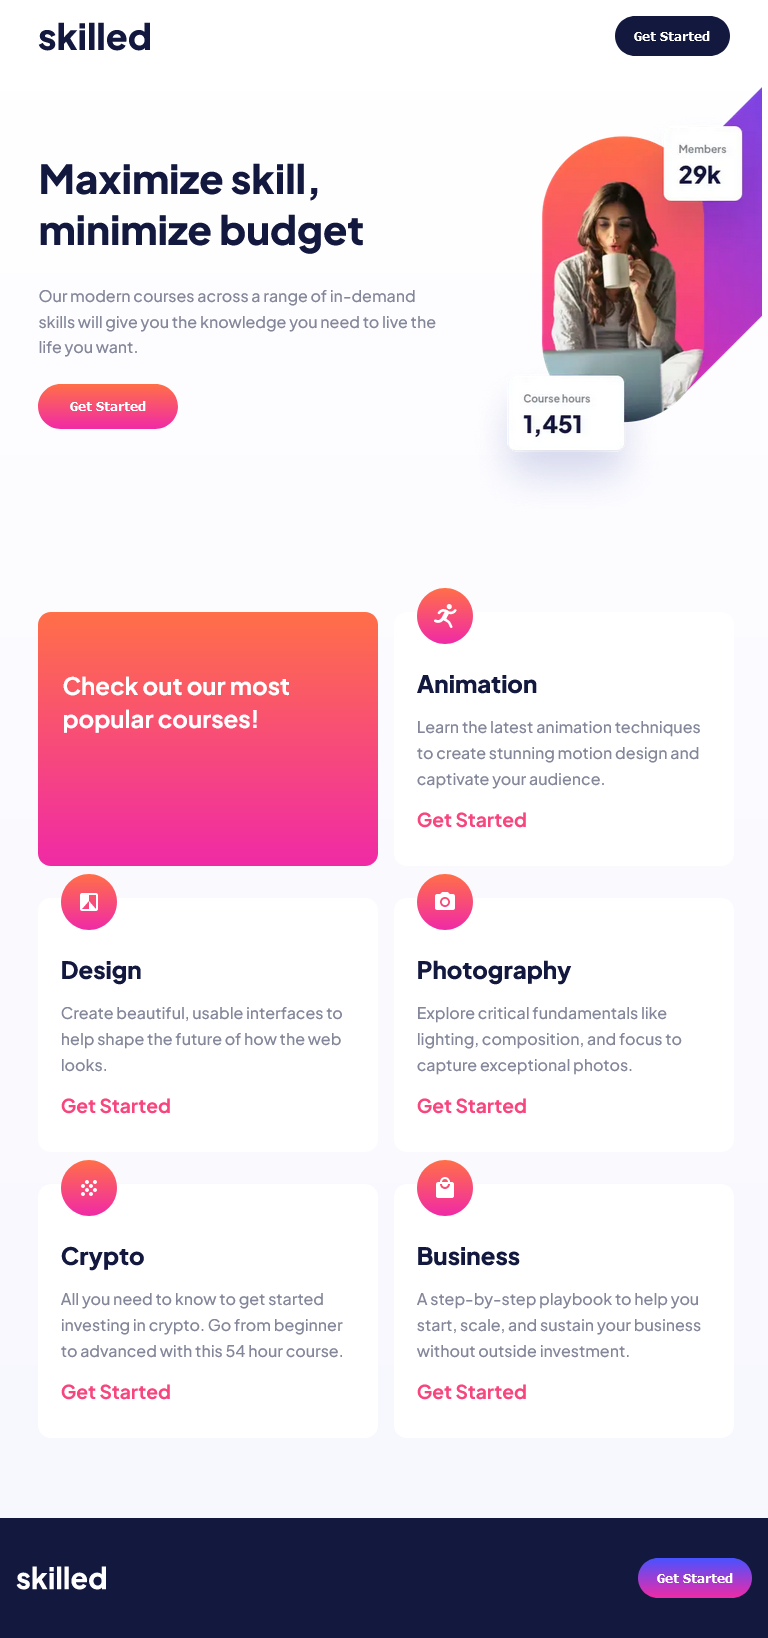 skilled
Get Started
Maximize skill,
minimize budget
Our modern courses across a range of in-demand
skills will give you the knowledge you need to live the
life you want.
Get Started
Members
29k
Course hours
1,451
Check out our most
popular courses!
Animation
Learn the latest animation techniques
to create stunning motion design and
captivate your audience.
Get Started
Design
Create beautiful, usable interfaces to
help shape the future of how the web
looks.
Get Started
Photography
Explore critical fundamentals like
lighting, composition, and focus to
capture exceptional photos.
Get Started
Crypto
All you need to know to get started
investing in crypto. Go from beginner
to advanced with this 54 hour course.
Get Started
Business
A step-by-step playbook to help you
start, scale, and sustain your business
without outside investment.
Get Started
skilled
Get Started